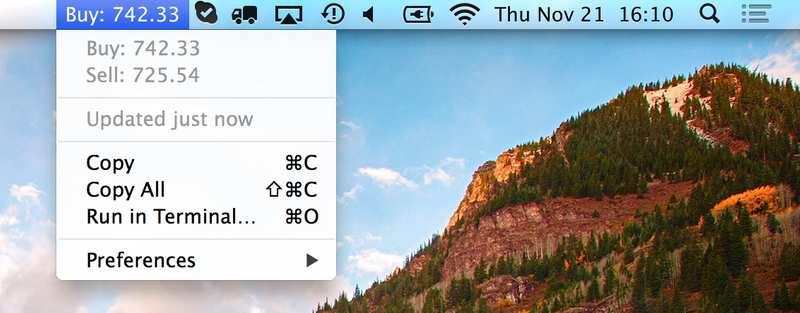 Buy: 742.33 Thu Nov 21 16:10
Buy: 742.33
Sell: 725.54
Updated just now
Copy ⌘C
Copy All ⇧⌘C
Run in Terminal... ⌘O
Preferences ▶